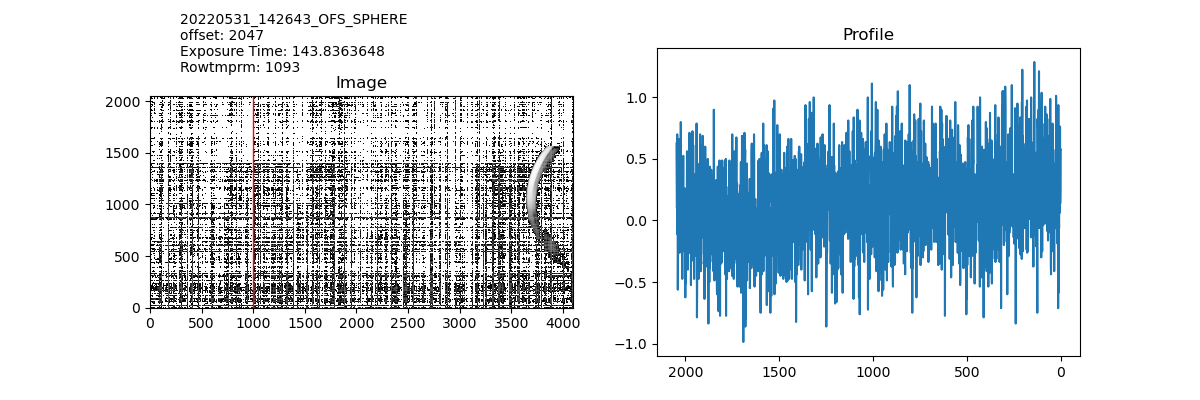 20220531_142643_OFS_SPHERE
offset: 2047
Exposure Time: 143.8363648
Rowtmprm: 1093
Image
2000
1500
1000
500
0
0 500 1000 1500 2000 2500 3000 3500 4000
Profile
1.0
0.5
0.0
−0.5
−1.0
2000 1500 1000 500 0